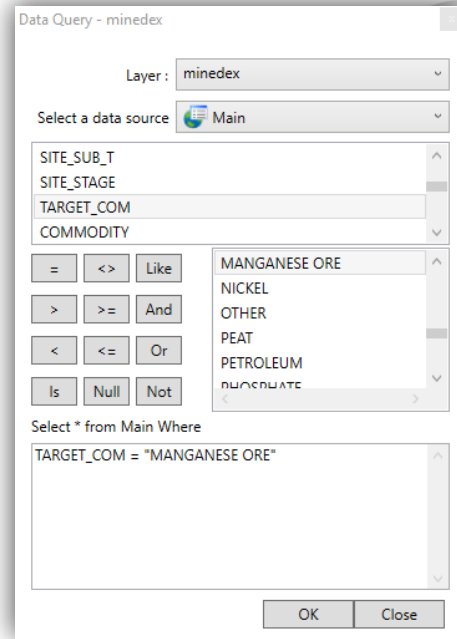 Data Query - minedex
x
Layer : minedex
Select a data source Main
SITE_SUB_T
SITE_STAGE
TARGET_COM
COMMODITY
= <> Like
> >= And
< <= Or
Is Null Not
MANGANESE ORE
NICKEL
OTHER
PEAT
PETROLEUM
PHOSPHATE
Select * from Main Where
TARGET_COM = "MANGANESE ORE"
OK Close